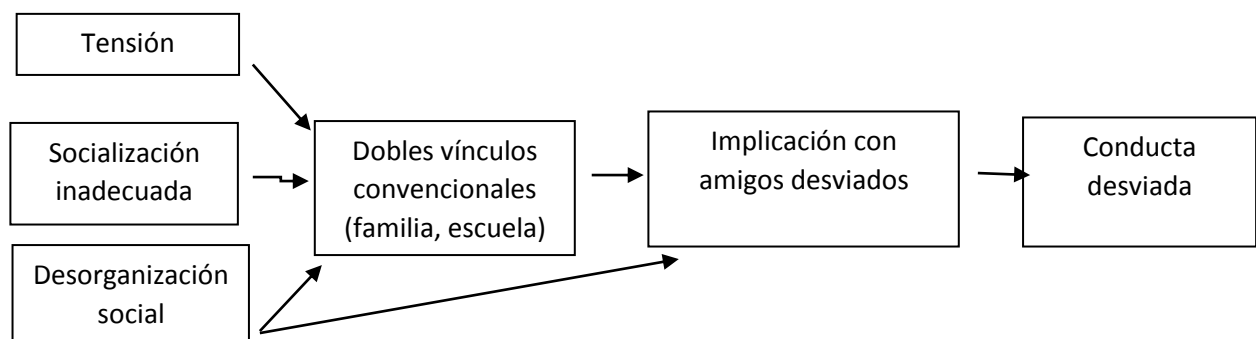 Tensión
Socialización
inadecuada
Desorganización
social
Dobles vínculos
convencionales
(familia, escuela)
Implicación con
amigos desviados
Conducta
desviada